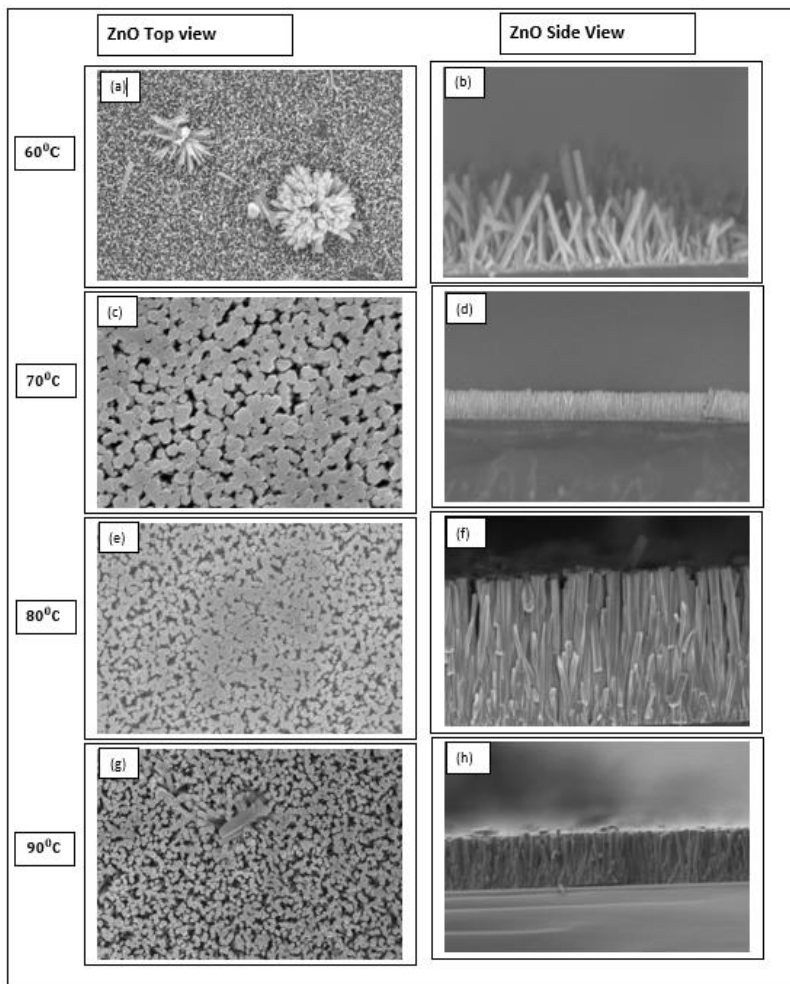 ZnO Top view
ZnO Side View
60⁰C
(a)
(b)
70⁰C
(c)
(d)
80⁰C
(e)
(f)
90⁰C
(g)
(h)